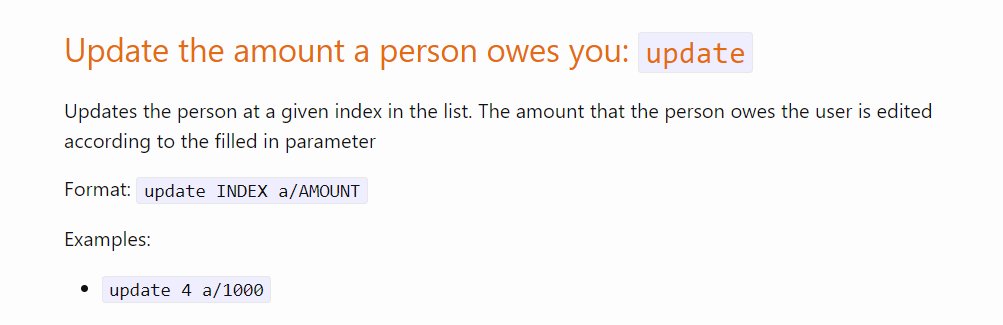 Update the amount a person owes you: update
Updates the person at a given index in the list. The amount that the person owes the user is edited
according to the filled in parameter
Format: update INDEX a/AMOUNT
Examples:
• update 4 a/1000